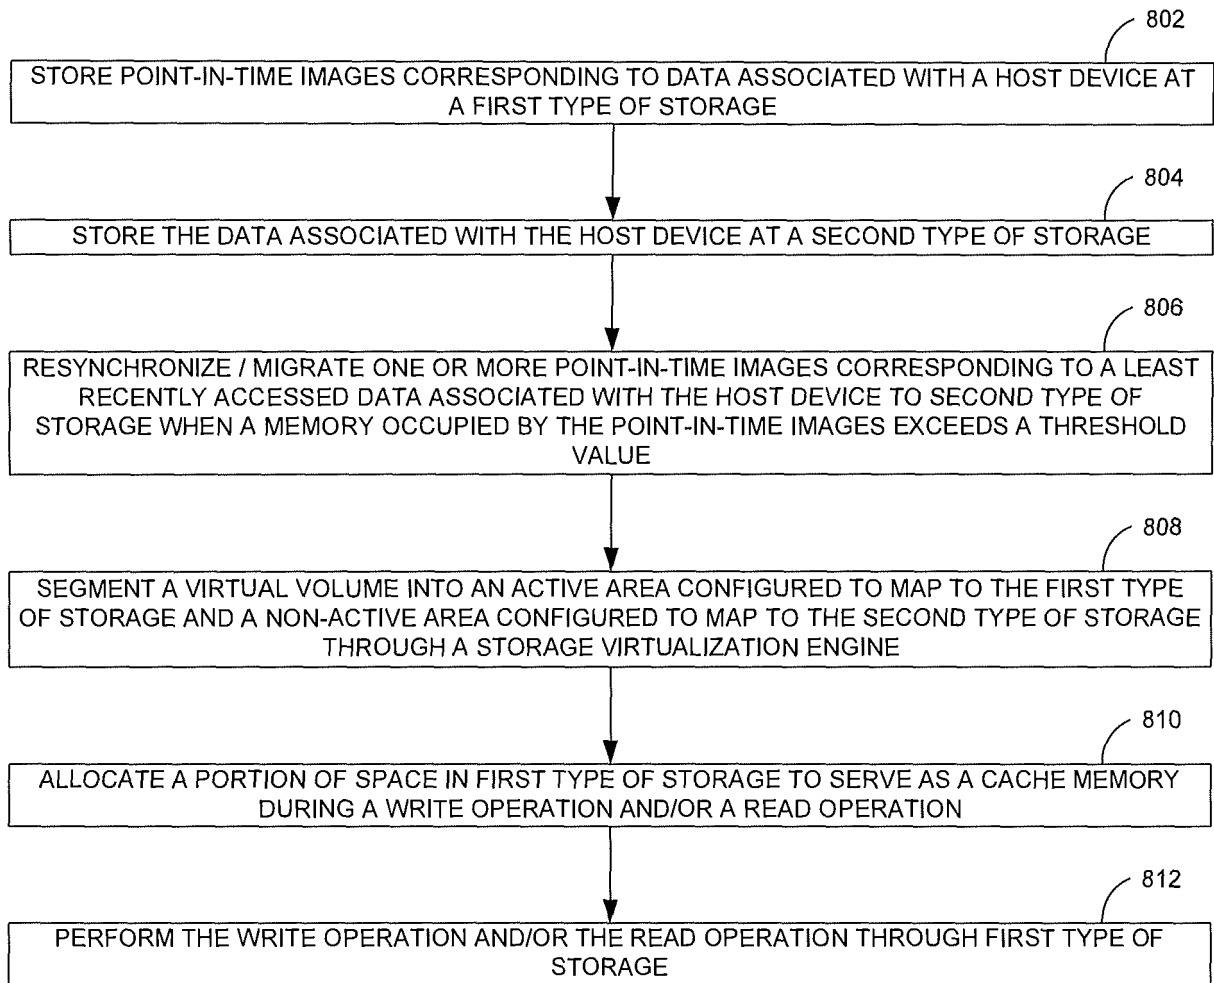 802
STORE POINT-IN-TIME IMAGES CORRESPONDING TO DATA ASSOCIATED WITH A HOST DEVICE AT
A FIRST TYPE OF STORAGE
804
STORE THE DATA ASSOCIATED WITH THE HOST DEVICE AT A SECOND TYPE OF STORAGE
806
RESYNCHRONIZE / MIGRATE ONE OR MORE POINT-IN-TIME IMAGES CORRESPONDING TO A LEAST
RECENTLY ACCESSED DATA ASSOCIATED WITH THE HOST DEVICE TO SECOND TYPE OF
STORAGE WHEN A MEMORY OCCUPIED BY THE POINT-IN-TIME IMAGES EXCEEDS A THRESHOLD
VALUE
808
SEGMENT A VIRTUAL VOLUME INTO AN ACTIVE AREA CONFIGURED TO MAP TO THE FIRST TYPE
OF STORAGE AND A NON-ACTIVE AREA CONFIGURED TO MAP TO THE SECOND TYPE OF STORAGE
THROUGH A STORAGE VIRTUALIZATION ENGINE
810
ALLOCATE A PORTION OF SPACE IN FIRST TYPE OF STORAGE TO SERVE AS A CACHE MEMORY
DURING A WRITE OPERATION AND/OR A READ OPERATION
812
PERFORM THE WRITE OPERATION AND/OR THE READ OPERATION THROUGH FIRST TYPE OF
STORAGE